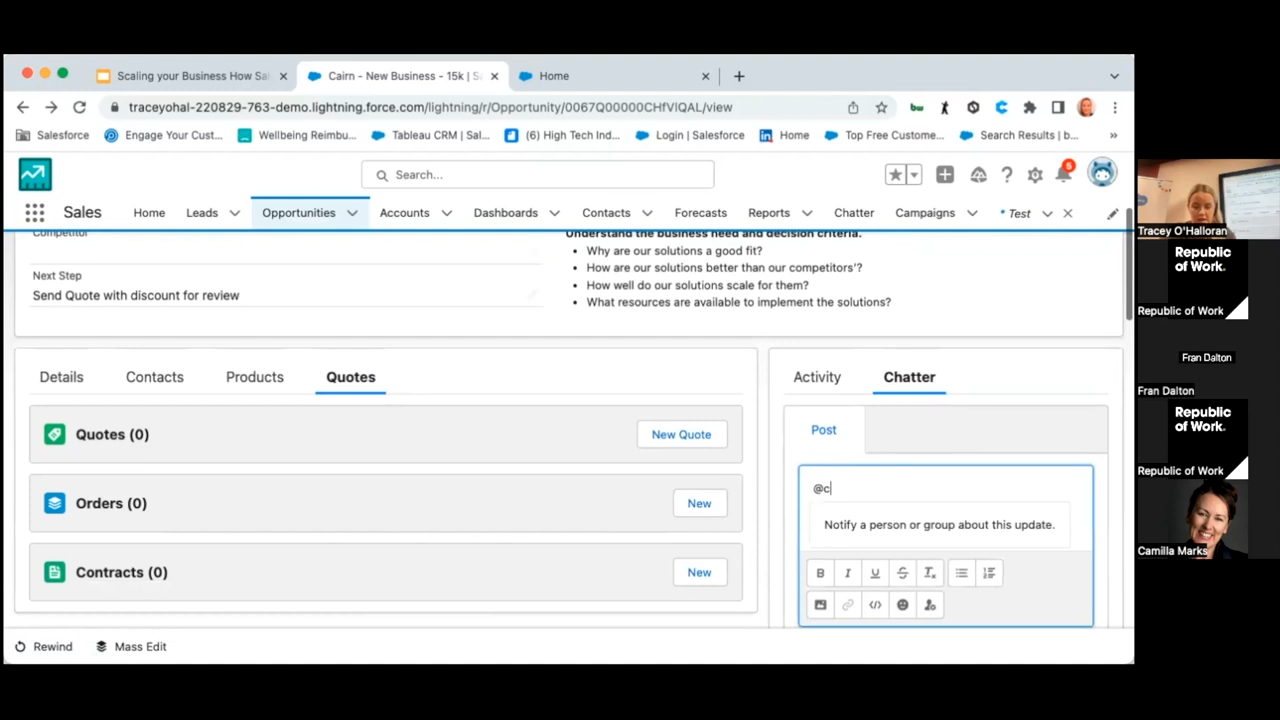 Scaling your Business How Sa
Cairn - New Business - 15k | S
Home
traceyohal-220829-763-demo.lightning.force.com/lightning/r/Opportunity/0067Q00000CHfVlQAL/view
Salesforce
Engage Your Cust...
Wellbeing Reimbu...
Tableau CRM | Sal...
(6) High Tech Ind...
Login | Salesforce
Home
Top Free Custome...
Search Results | b...
»
Search...
5
Sales
Home
Leads
Opportunities
Accounts
Dashboards
Contacts
Forecasts
Reports
Chatter
Campaigns
* Test
Competitor
Next Step
Send Quote with discount for review
Understand the business need and decision criteria.
• Why are our solutions a good fit?
• How are our solutions better than our competitors'?
• How well do our solutions scale for them?
• What resources are available to implement the solutions?
Details
Contacts
Products
Quotes
Quotes (0)
New Quote
Orders (0)
New
Contracts (0)
New
Activity
Chatter
Post
@c
Notify a person or group about this update.
Rewind
Mass Edit
Tracey O'Halloran
Republic
of Work.
Republic of Work
Fran Dalton
Fran Dalton
Republic
of Work.
Republic of Work
Camilla Marks